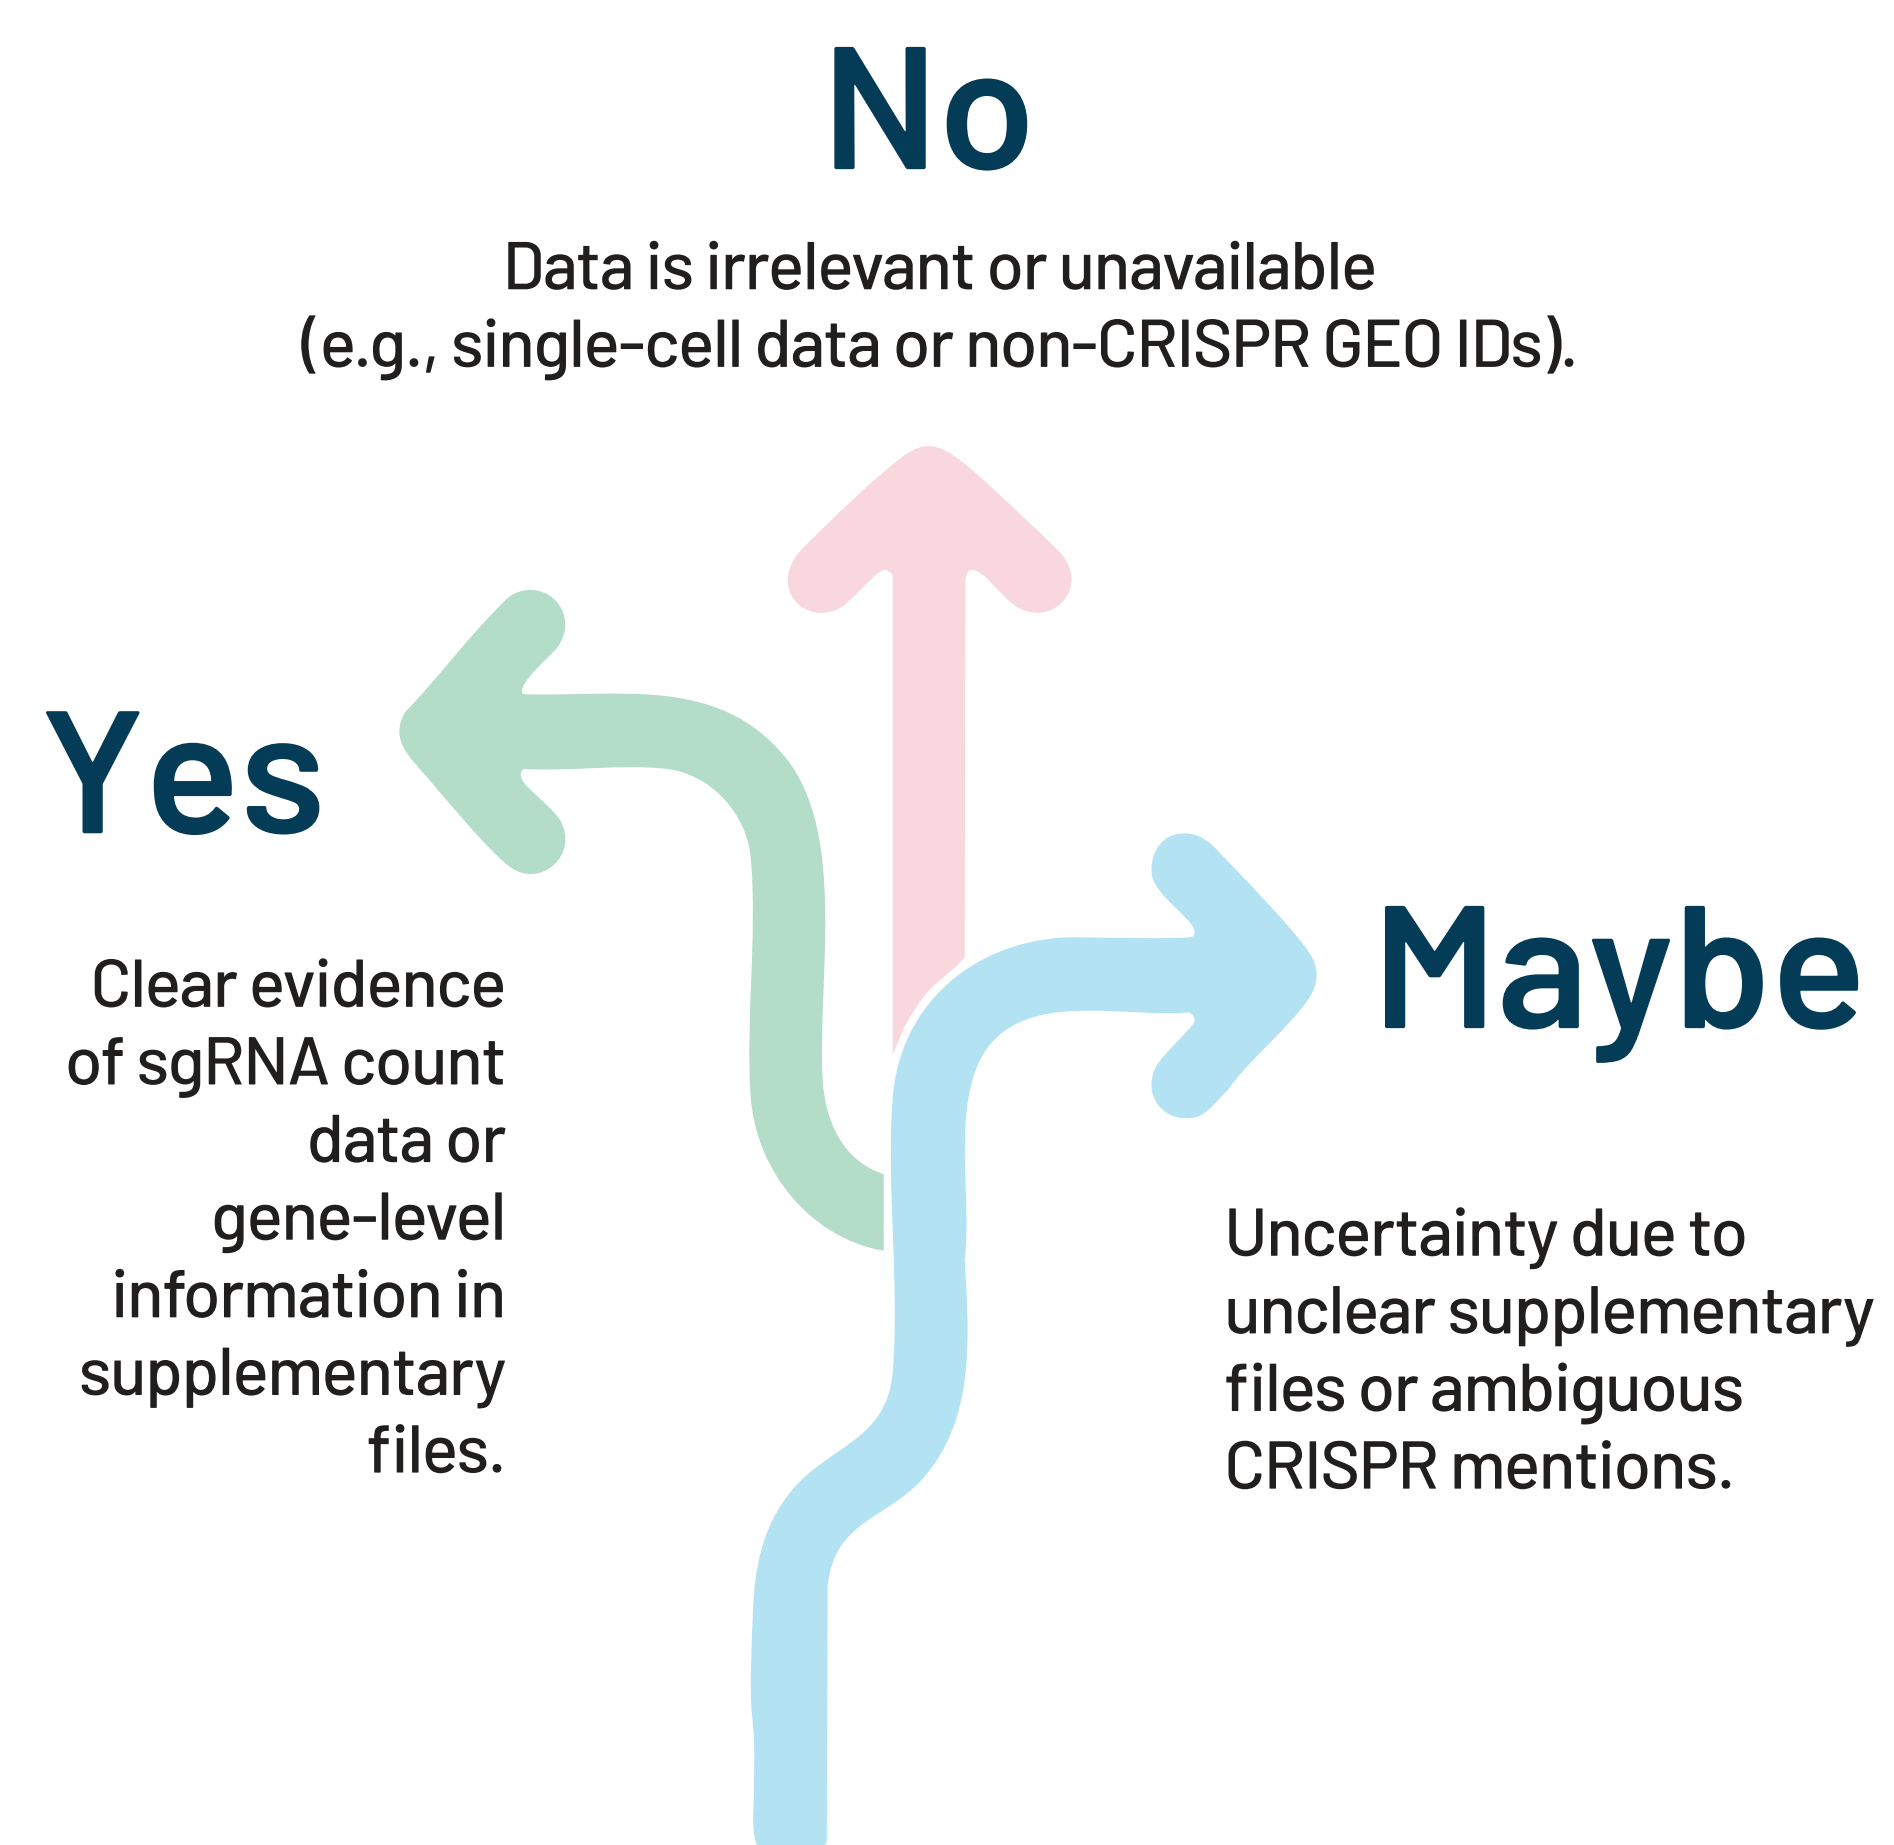 No
Data is irrelevant or unavailable
(e.g., single-cell data or non-CRISPR GEO IDs).
Yes
Clear evidence
of sgRNA count
data or
gene-level
information in
supplementary
files.
Maybe
Uncertainty due to
unclear supplementary
files or ambiguous
CRISPR mentions.